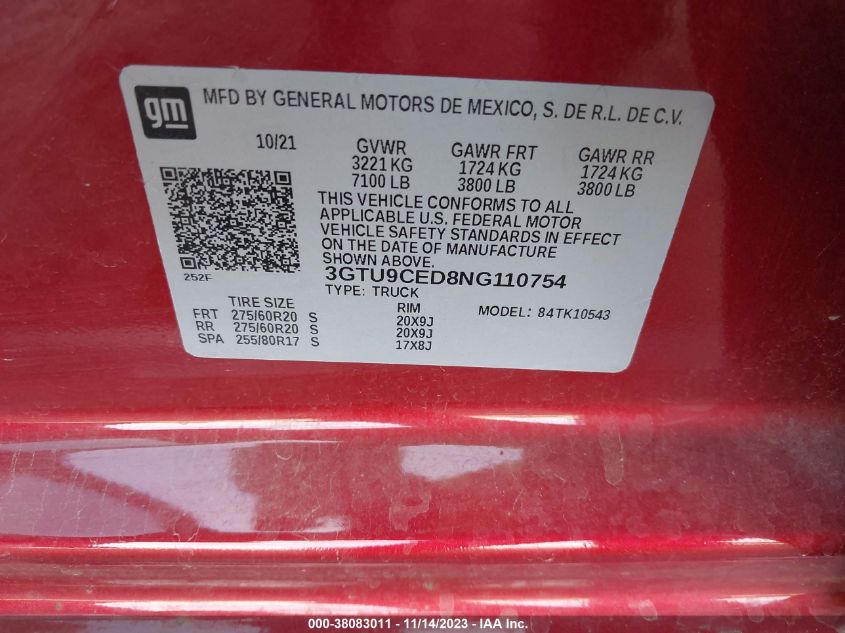 gm
MFD BY GENERAL MOTORS DE MEXICO, S. DE R.L. DE C.V.
10/21
GVWR GAWR FRT GAWR RR
3221 KG 1724 KG 1724 KG
7100 LB 3800 LB 3800 LB
THIS VEHICLE CONFORMS TO ALL
APPLICABLE U.S. FEDERAL MOTOR
VEHICLE SAFETY STANDARDS IN EFFECT
ON THE DATE OF MANUFACTURE
SHOWN ABOVE.
252F
3GTU9CED8NG110754
TYPE: TRUCK
MODEL: 84TK10543
TIRE SIZE RIM
FRT 275/60R20 S 20X9J
RR 275/60R20 S 20X9J
SPA 255/80R17 S 17X8J
000-38083011 - 11/14/2023 - IAA Inc.